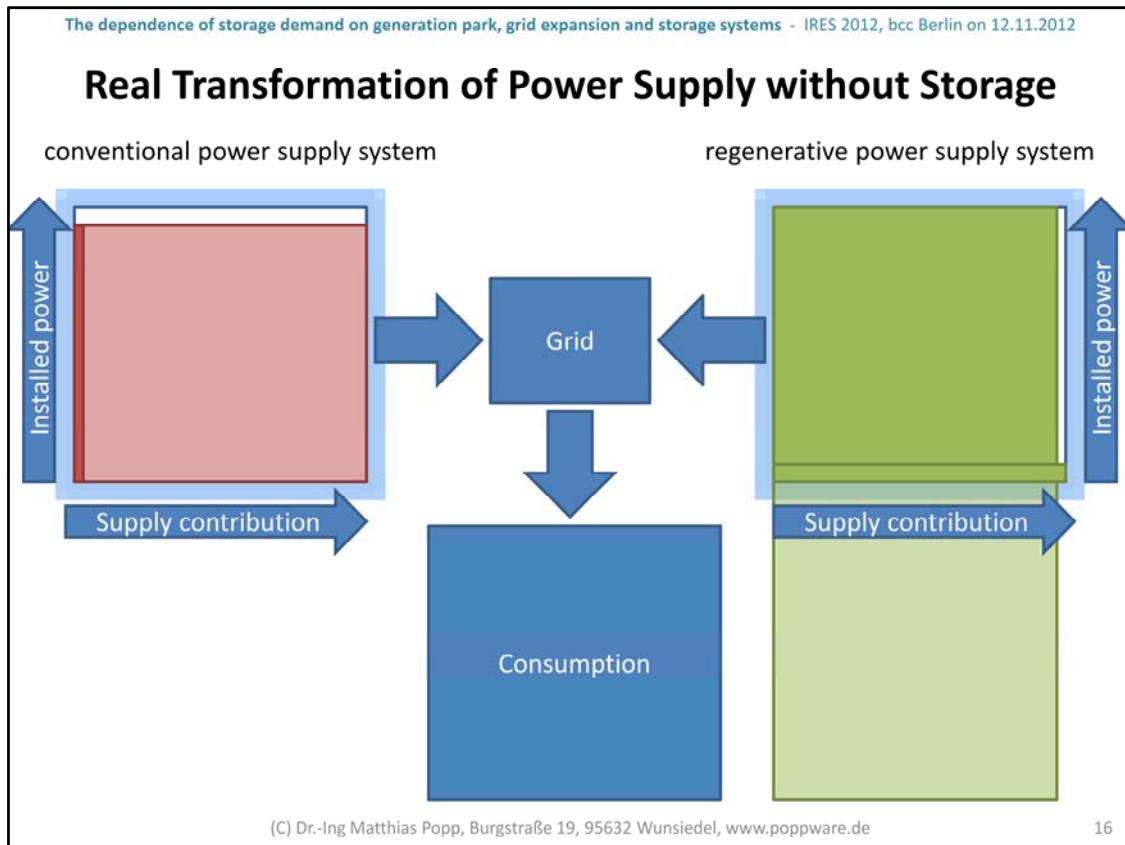 The dependence of storage demand on generation park, grid expansion and storage systems - IRES 2012, bcc Berlin on 12.11.2012
Real Transformation of Power Supply without Storage
conventional power supply system
regenerative power supply system
Installed power
Grid
Installed power
Supply contribution
Supply contribution
Consumption
(C) Dr.-Ing Matthias Popp, Burgstraße 19, 95632 Wunsiedel, www.poppware.de
16